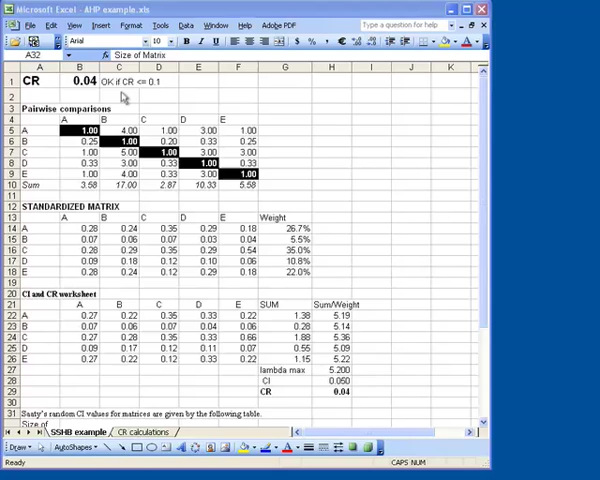 Microsoft Excel - AHP example.xls
File Edit View Insert Format Tools Data Window Help Adobe PDF
Type a question for help
Arial 10 B I U $ % , €
A32 fx Size of Matrix
A B C D E F G H I J K
1 CR 0.04 OK if CR <= 0.1
2
3 Pairwise comparisons
4 A B C D E
5 A 1.00 4.00 1.00 3.00 1.00
6 B 0.25 1.00 0.20 0.33 0.25
7 C 1.00 5.00 1.00 3.00 3.00
8 D 0.33 3.00 0.33 1.00 0.33
9 E 1.00 4.00 0.33 3.00 1.00
10 Sum 3.58 17.00 2.87 10.33 5.58
11
12 STANDARDIZED MATRIX
13 A B C D E Weight
14 A 0.28 0.24 0.35 0.29 0.18 26.7%
15 B 0.07 0.06 0.07 0.03 0.04 5.5%
16 C 0.28 0.29 0.35 0.29 0.54 35.0%
17 D 0.09 0.18 0.12 0.10 0.06 10.8%
18 E 0.28 0.24 0.12 0.29 0.18 22.0%
19
20 CI and CR worksheet
21 A B C D E SUM Sum/Weight
22 A 0.27 0.22 0.35 0.33 0.22 1.38 5.19
23 B 0.07 0.06 0.07 0.04 0.06 0.28 5.14
24 C 0.27 0.28 0.35 0.33 0.66 1.88 5.36
25 D 0.09 0.17 0.12 0.11 0.07 0.55 5.09
26 E 0.27 0.22 0.12 0.33 0.22 1.15 5.22
27 lambda max 5.200
28 CI 0.050
29 CR 0.04
30
31 Saaty's random CI values for matrices are given by the following table.
Size of
SSHB example CR calculations
Draw AutoShapes
Ready CAPS NUM